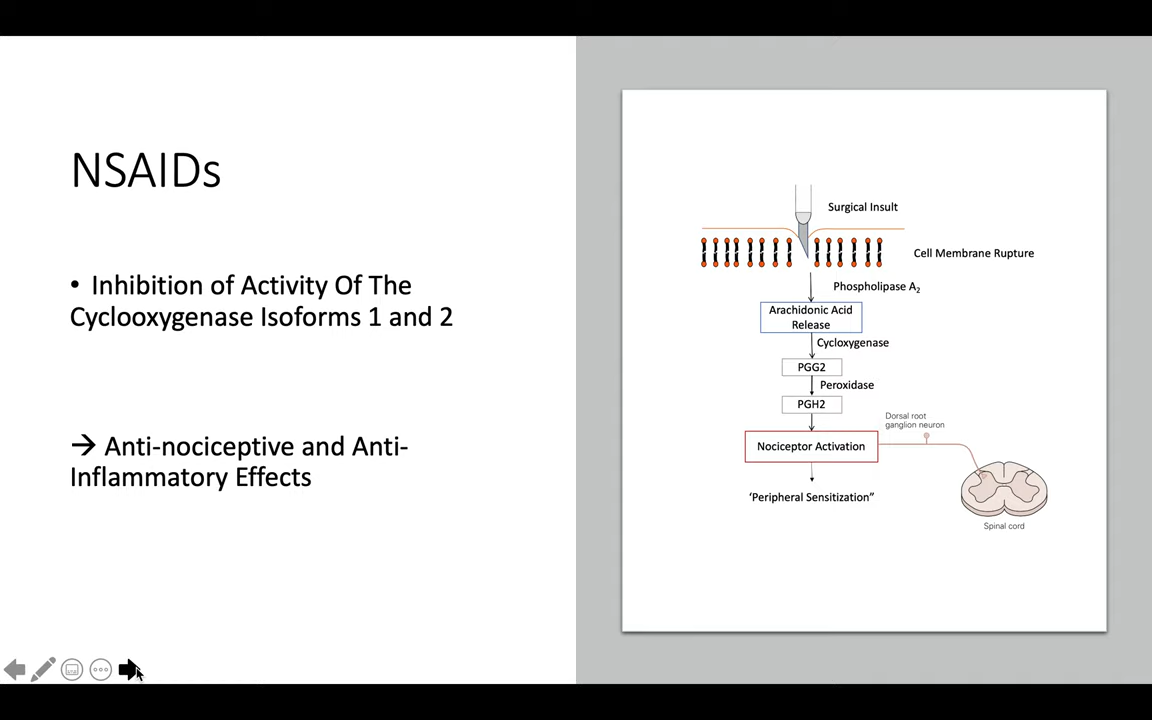 NSAIDs
• Inhibition of Activity Of The
Cyclooxygenase Isoforms 1 and 2
→ Anti-nociceptive and Anti-
Inflammatory Effects
Surgical Insult
Cell Membrane Rupture
Phospholipase A₂
Arachidonic Acid
Release
Cycloxygenase
PGG2
Peroxidase
PGH2
Dorsal root
ganglion neuron
Nociceptor Activation
'Peripheral Sensitization"
Spinal cord